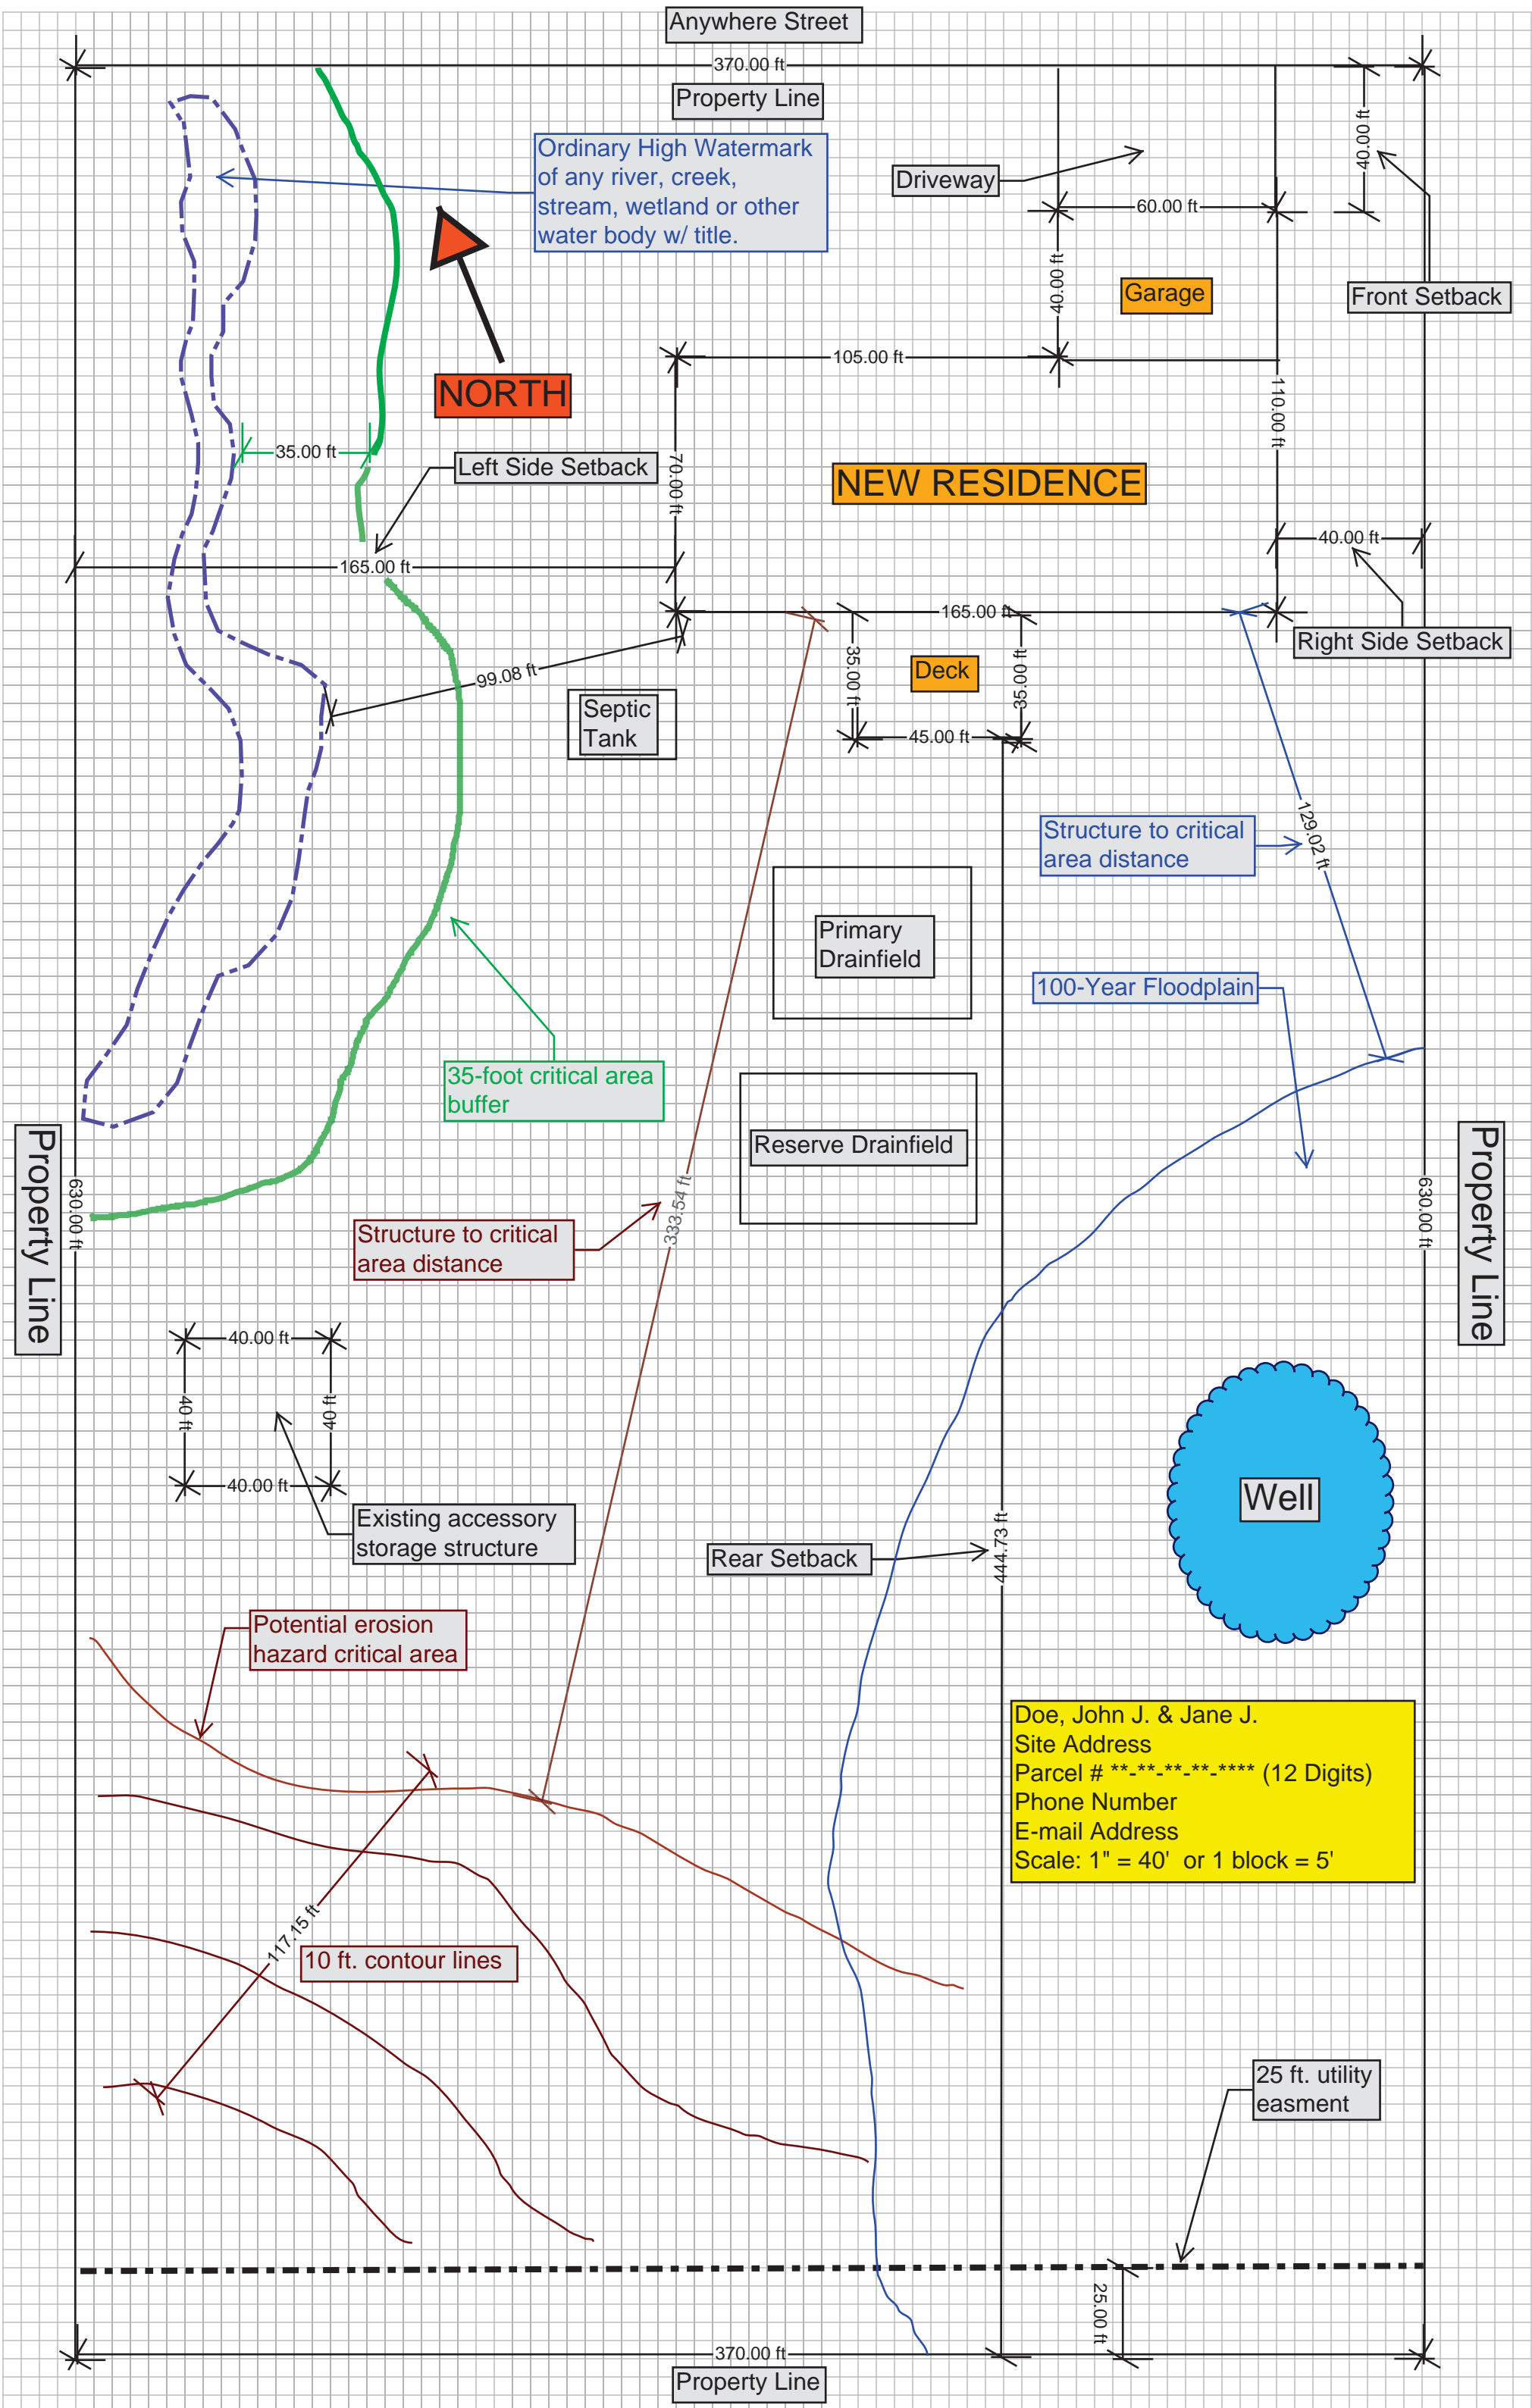 Anywhere Street
370.00 ft
Property Line
Ordinary High Watermark
of any river, creek,
stream, wetland or other
water body w/ title.
Driveway
40.00 ft
60.00 ft
40.00 ft
Garage
Front Setback
105.00 ft
NORTH
110.00 ft
35.00 ft
Left Side Setback
70.00 ft
NEW RESIDENCE
40.00 ft
165.00 ft
165.00 ft
Right Side Setback
99.08 ft
35.00 ft
Deck
35.00 ft
Septic
Tank
45.00 ft
129.02 ft
Structure to critical
area distance
Primary
Drainfield
100-Year Floodplain
35-foot critical area
buffer
Reserve Drainfield
Property Line
630.00 ft
333.54 ft
630.00 ft
Property Line
Structure to critical
area distance
40.00 ft
40 ft
40 ft
40.00 ft
Existing accessory
storage structure
Well
Rear Setback
444.73 ft
Potential erosion
hazard critical area
Doe, John J. & Jane J.
Site Address
Parcel # **-**-**-**-**** (12 Digits)
Phone Number
E-mail Address
Scale: 1" = 40' or 1 block = 5'
117.15 ft
10 ft. contour lines
25 ft. utility
easment
25.00 ft
370.00 ft
Property Line